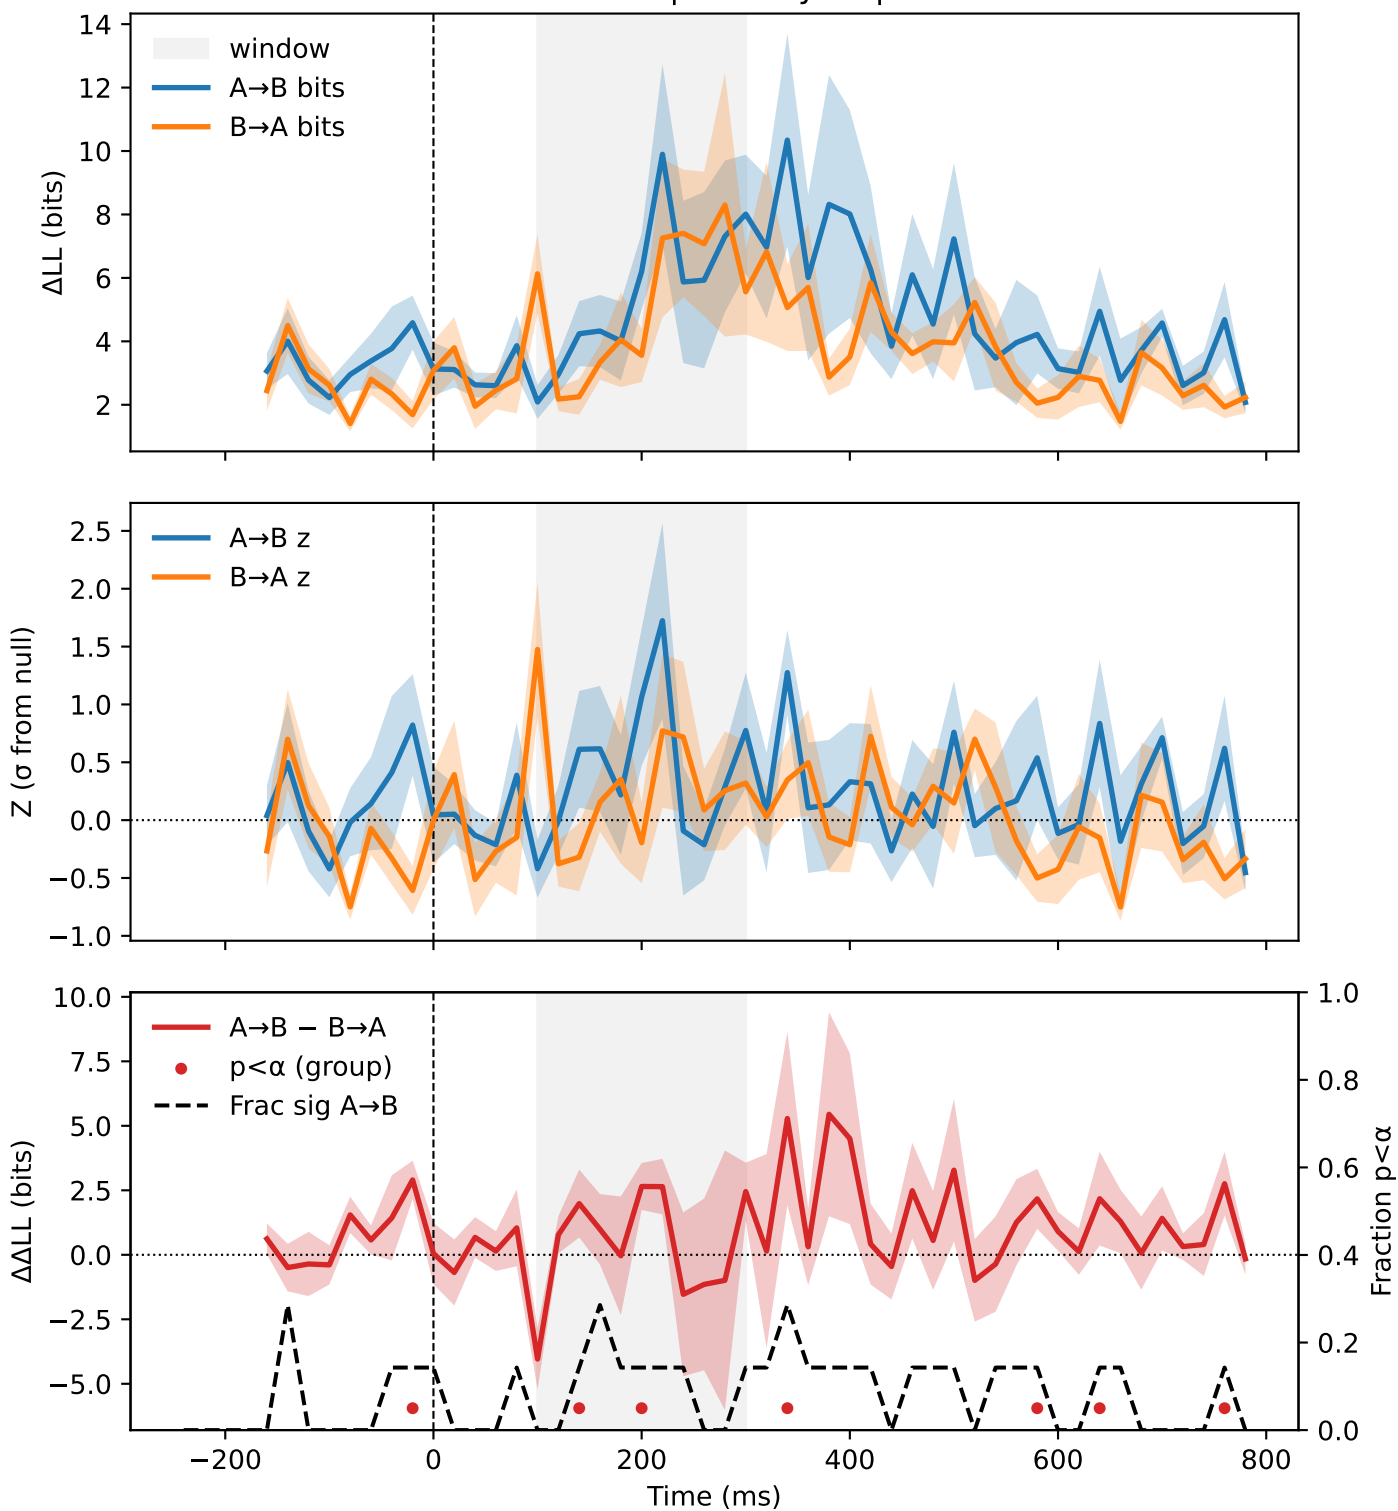 14
12
10
8
6
4
2
ΔLL (bits)
window
A→B bits
B→A bits
2.5
2.0
1.5
1.0
0.5
0.0
−0.5
−1.0
Z (σ from null)
A→B z
B→A z
10.0
7.5
5.0
2.5
0.0
−2.5
−5.0
ΔΔLL (bits)
A→B − B→A
p<α (group)
Frac sig A→B
1.0
0.8
0.6
0.4
0.2
0.0
Fraction p<α
−200 0 200 400 600 800
Time (ms)